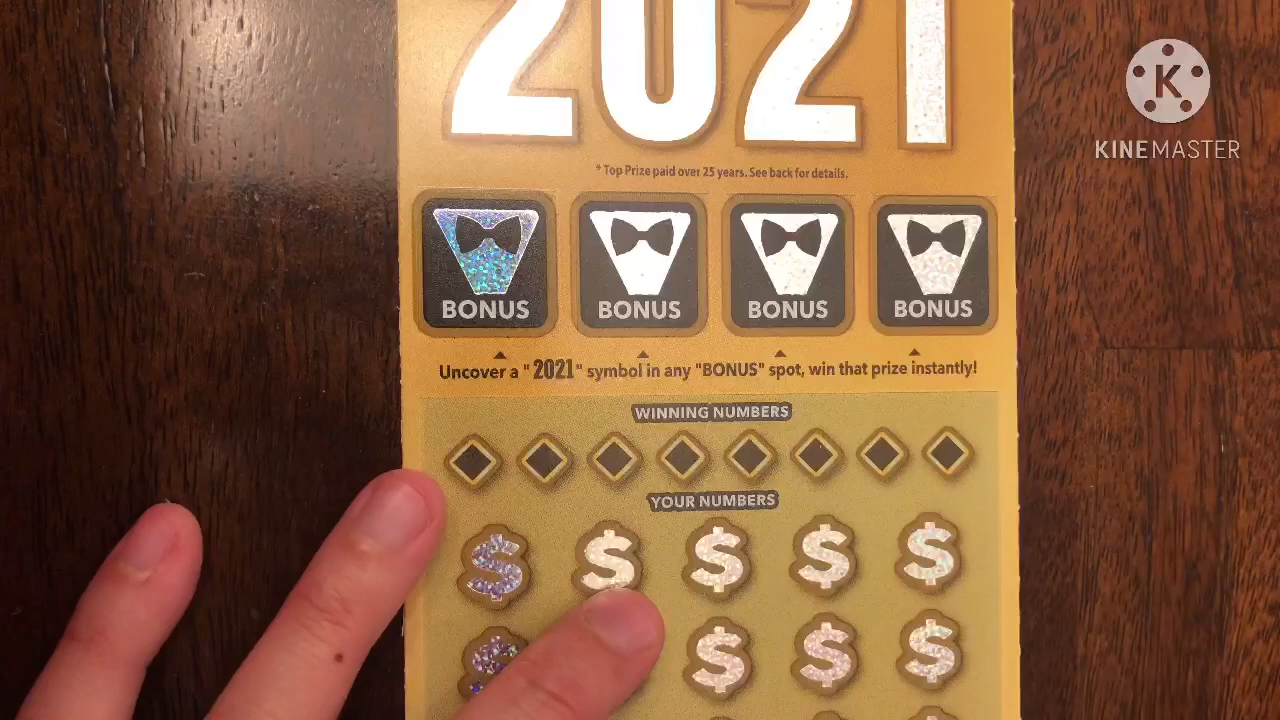 2021
K
KINEMASTER
* Top Prize paid over 25 years. See back for details.
BONUS BONUS BONUS BONUS
Uncover a "2021" symbol in any "BONUS" spot, win that prize instantly!
WINNING NUMBERS
YOUR NUMBERS
$ $ $ $ $
$ $ $ $